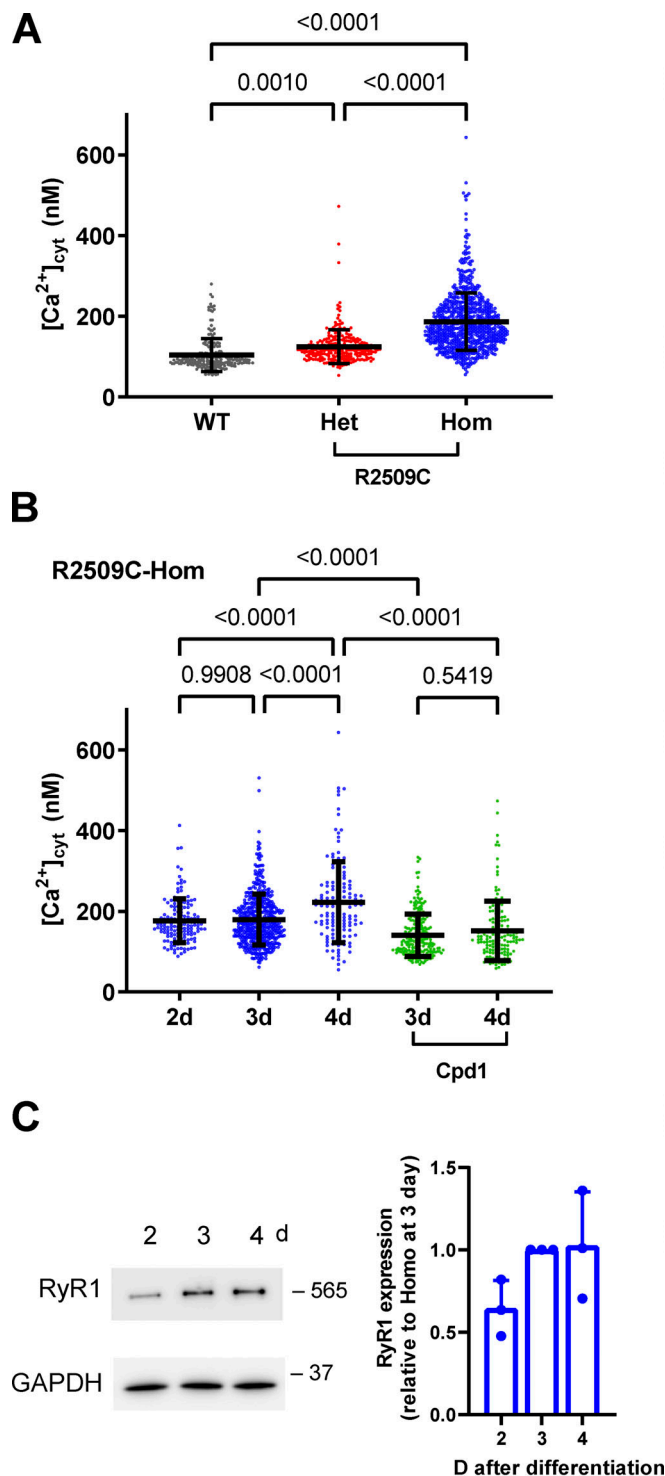 A
<0.0001
0.0010 <0.0001
[Ca²⁺]cyt (nM)
600
400
200
0
WT Het Hom
R2509C
B
R2509C-Hom
<0.0001
<0.0001 <0.0001
0.9908 <0.0001 0.5419
[Ca²⁺]cyt (nM)
600
400
200
0
2d 3d 4d 3d 4d
Cpd1
C
2 3 4 d
RyR1 – 565
GAPDH – 37
RyR1 expression
(relative to Homo at 3 day)
1.5
1.0
0.5
0.0
2 3 4
D after differentiation